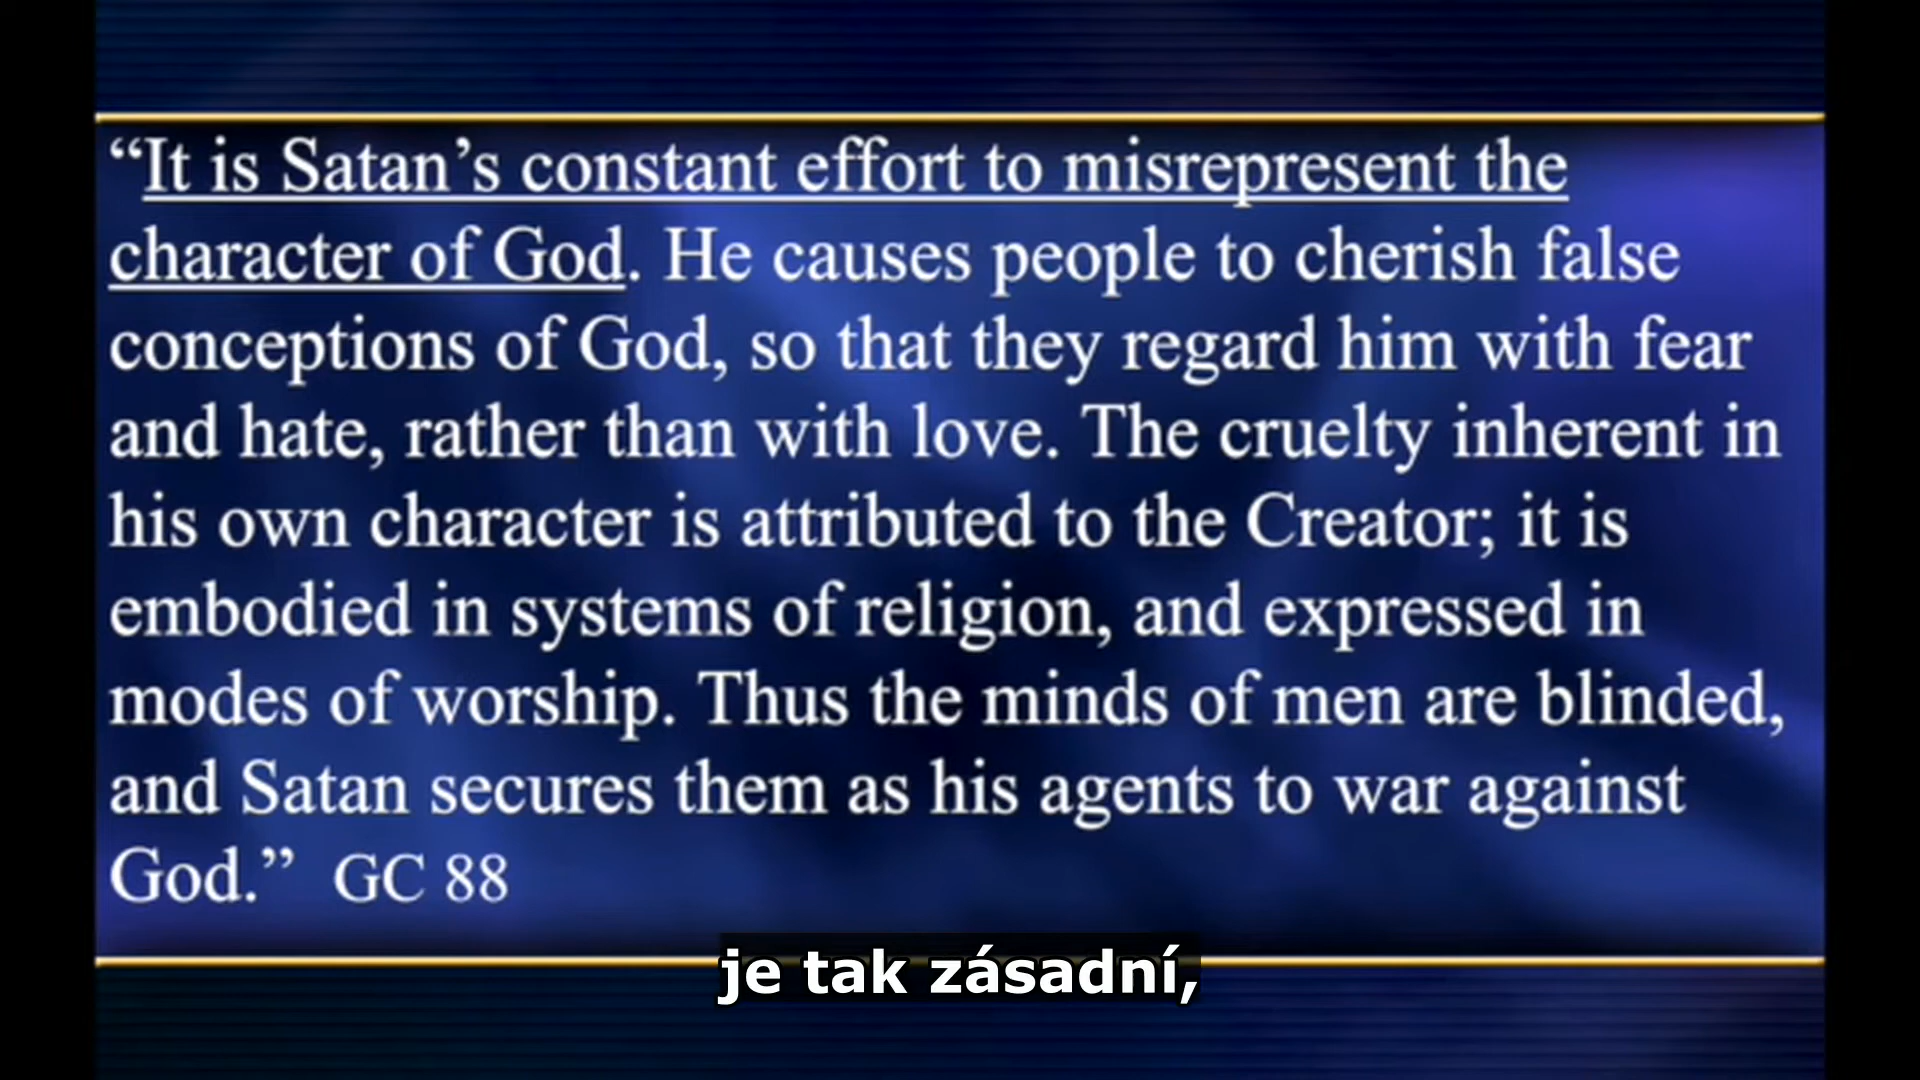 “It is Satan’s constant effort to misrepresent the
character of God. He causes people to cherish false
conceptions of God, so that they regard him with fear
and hate, rather than with love. The cruelty inherent in
his own character is attributed to the Creator; it is
embodied in systems of religion, and expressed in
modes of worship. Thus the minds of men are blinded,
and Satan secures them as his agents to war against
God.” GC 88
je tak zásadní,